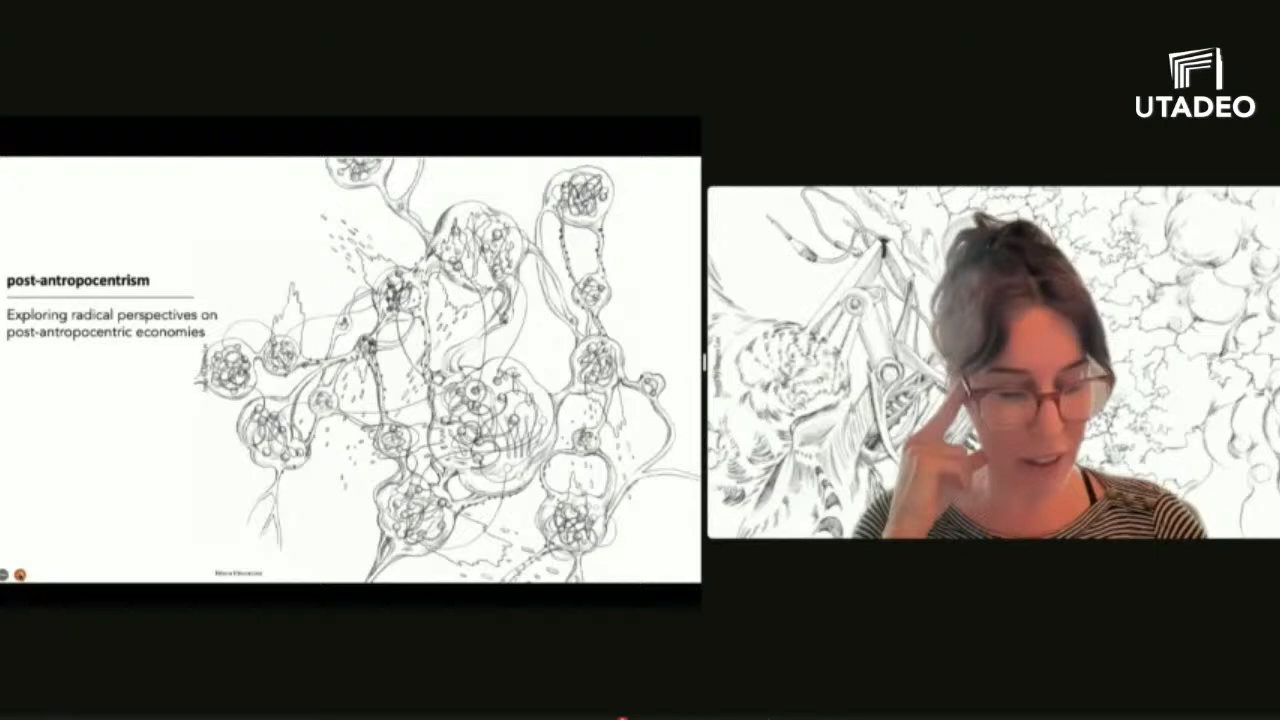 UTADEO
post-antropocentrism
Exploring radical perspectives on
post-antropocentric economies